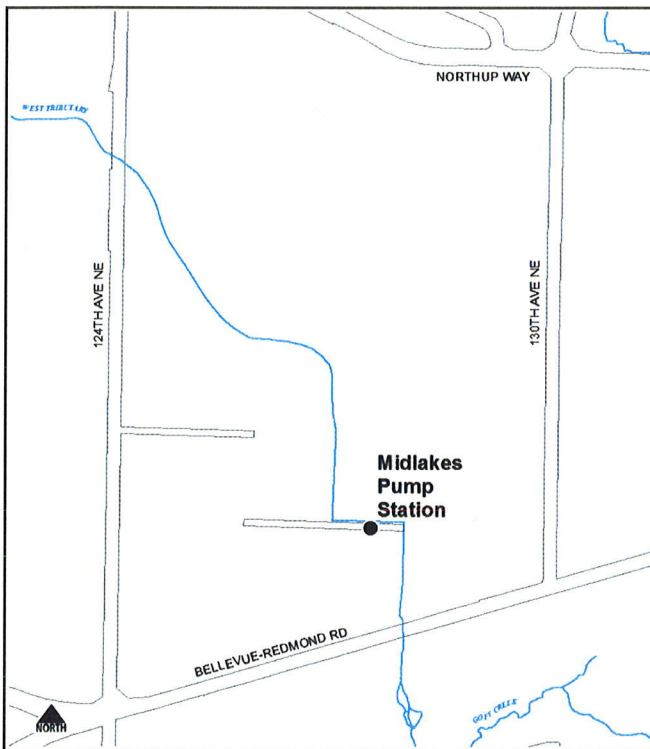 NORTHUP WAY
WEST TRIBUTARY
124TH AVE NE
130TH AVE NE
Midlakes
Pump
Station
BELLEVUE-REDMOND RD
GOFF CREEK
NORTH